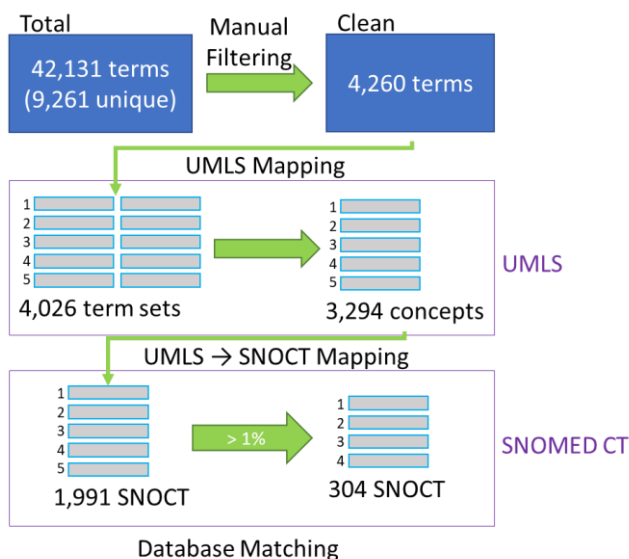 Total
Manual
Filtering
Clean
42,131 terms
(9,261 unique)
4,260 terms
UMLS Mapping
1
2
3
4
5
4,026 term sets
1
2
3
4
5
3,294 concepts
UMLS
UMLS → SNOCT Mapping
1
2
3
4
5
1,991 SNOCT
> 1%
1
2
3
4
304 SNOCT
SNOMED CT
Database Matching